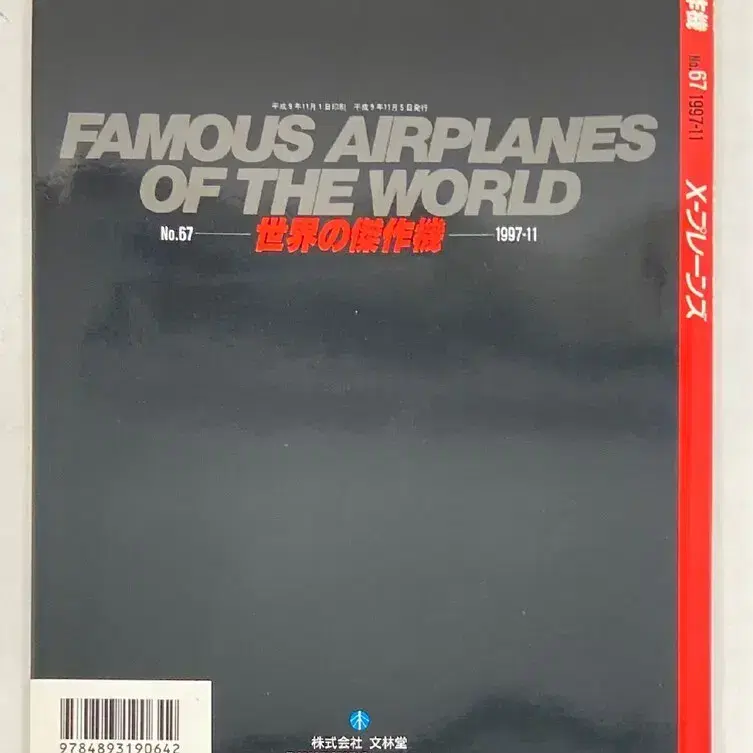 平成9年11月1日印刷 平成9年11月5日発行
FAMOUS AIRPLANES
OF THE WORLD
No.67 世界の傑作機 1997-11
作機 No.67 1997-11 X-プレーンズ
9784893190642
株式会社 文林堂